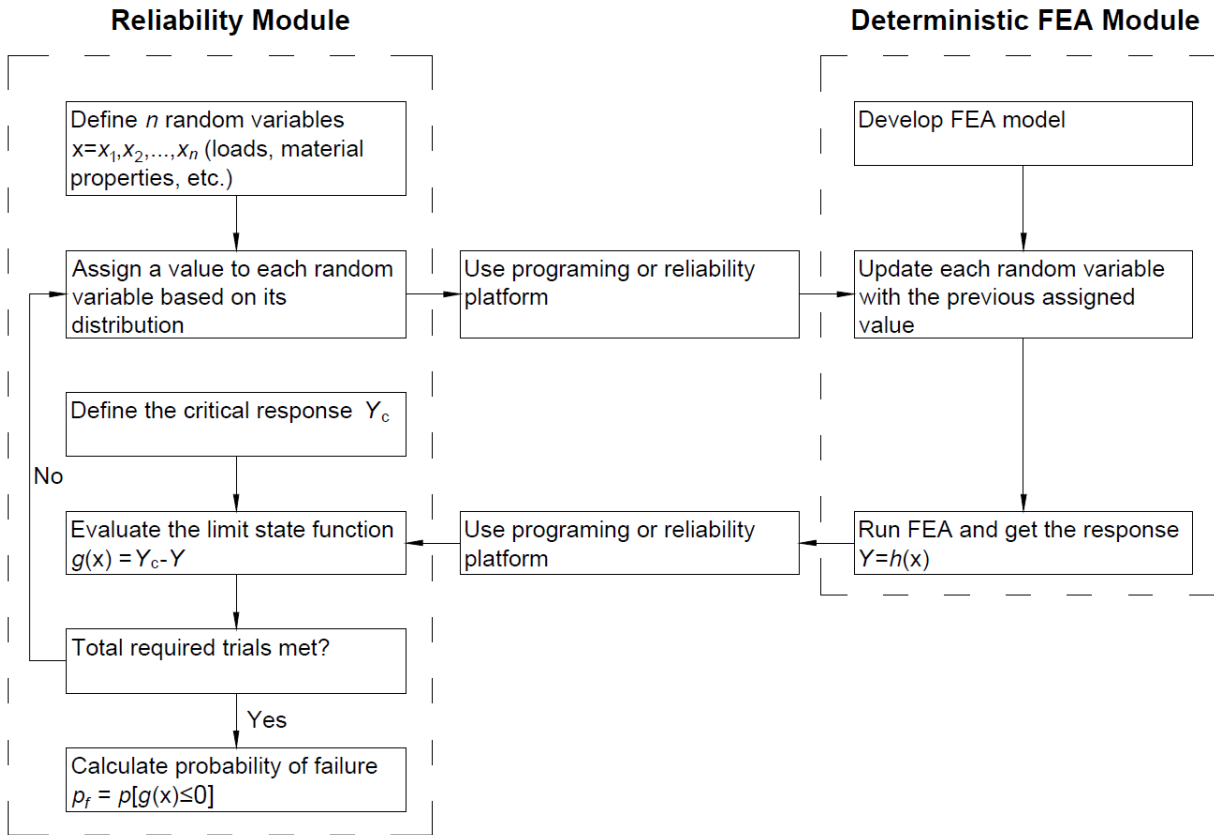 Reliability Module
Define n random variables
x=x₁,x₂,...,xₙ (loads, material
properties, etc.)
Assign a value to each random
variable based on its
distribution
Define the critical response Y_c
No
Evaluate the limit state function
g(x) =Y_c-Y
Total required trials met?
Yes
Calculate probability of failure
p_f = p[g(x)≤0]
Use programing or reliability
platform
Use programing or reliability
platform
Deterministic FEA Module
Develop FEA model
Update each random variable
with the previous assigned
value
Run FEA and get the response
Y=h(x)